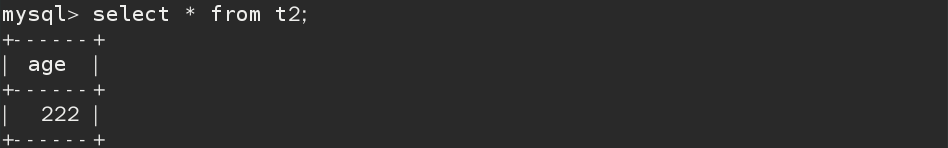 mysql> select * from t2;
+------+
| age  |
+------+
|  222 |
+------+